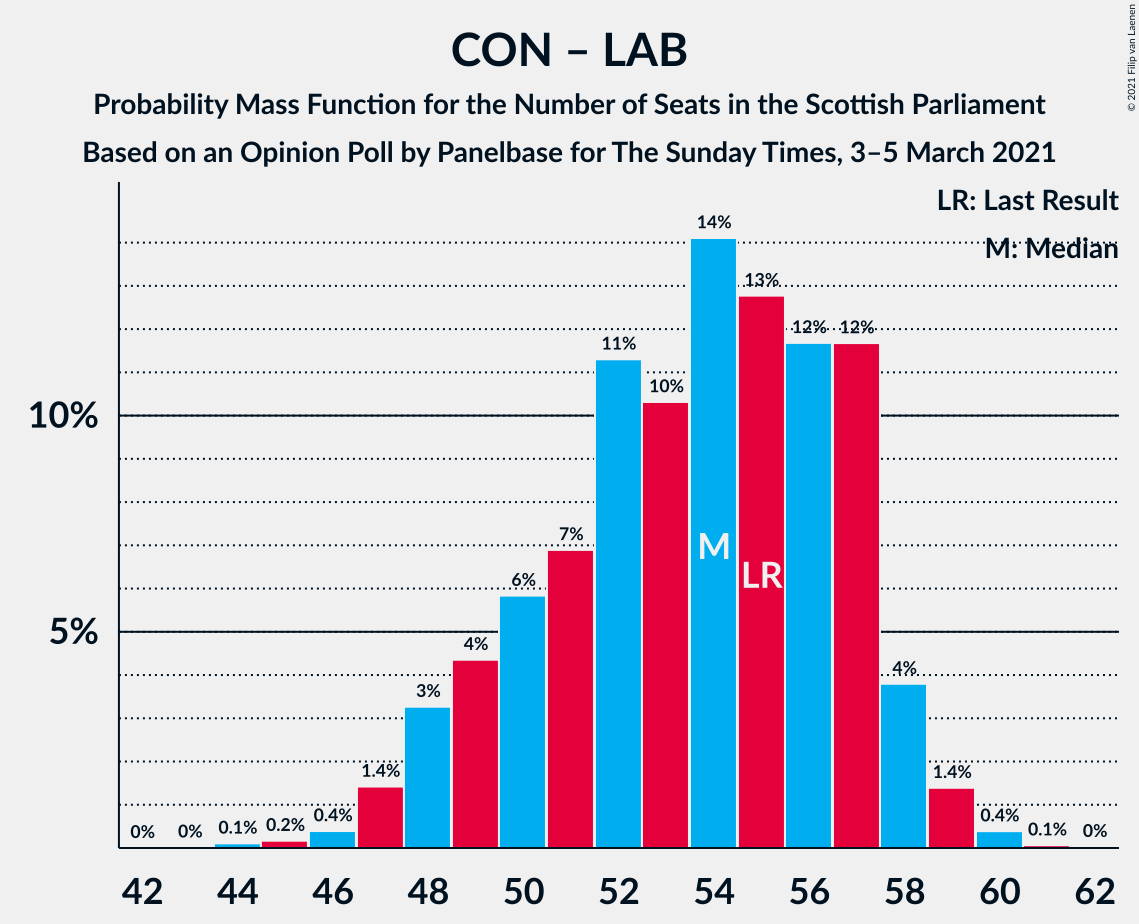 CON – LAB
Probability Mass Function for the Number of Seats in the Scottish Parliament
Based on an Opinion Poll by Panelbase for The Sunday Times, 3–5 March 2021
© 2021 Filip van Laenen
LR: Last Result
M: Median
10%
5%
0%
0%
0.1%
0.2%
0.4%
1.4%
3%
4%
6%
7%
11%
10%
14%
13%
12%
12%
4%
1.4%
0.4%
0.1%
0%
M
LR
42 44 46 48 50 52 54 56 58 60 62